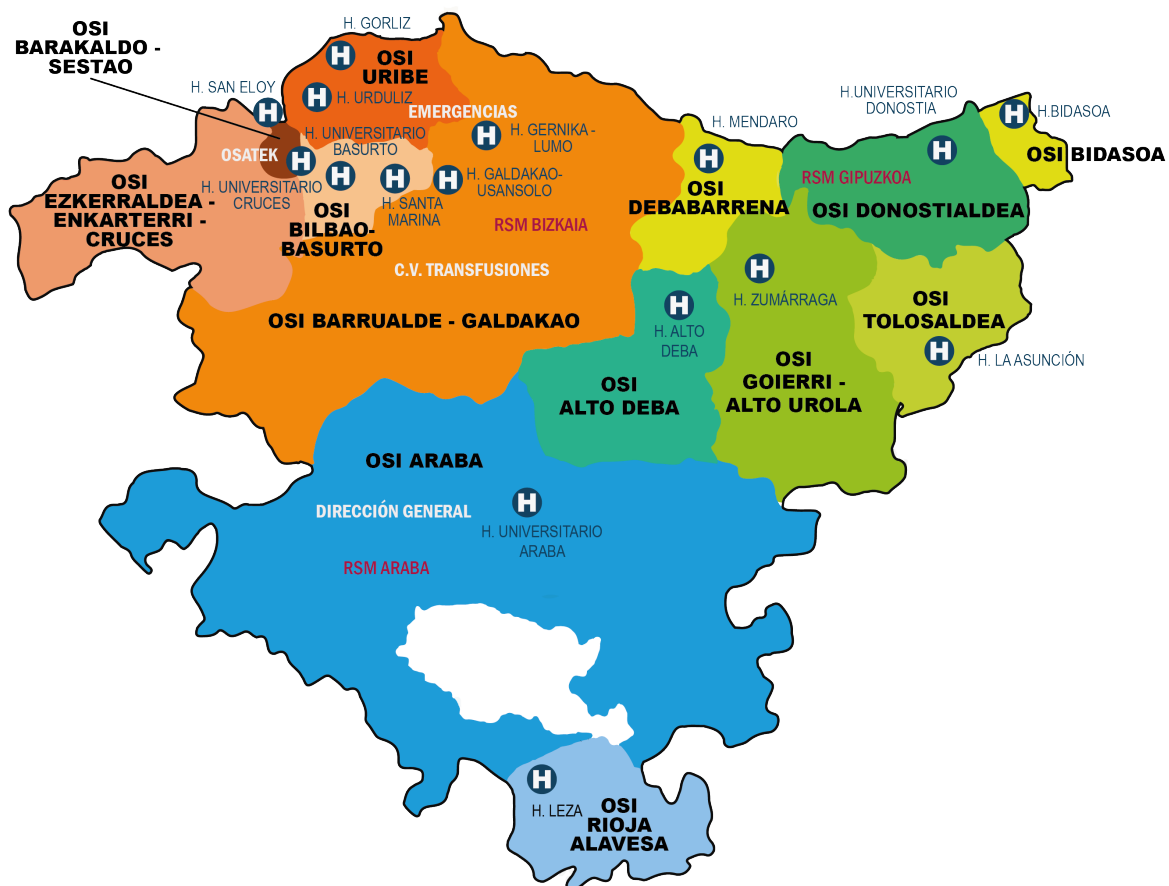 OSI
BARAKALDO -
SESTAO
H. GORLIZ
H
OSI
URIBE
H. SAN ELOY
H
H
H. URDULIZ
EMERGENCIAS
H. UNIVERSITARIO
BASURTO
H
H. GERNIKA -
LUMO
OSATEK
H
H
H
H
H. GALDAKAO-
USANSOLO
H. UNIVERSITARIO
CRUCES
H. SANTA
MARINA
OSI
EZKERRALDEA -
ENKARTERRI -
CRUCES
OSI
BILBAO-
BASURTO
RSM BIZKAIA
C.V. TRANSFUSIONES
OSI BARRUALDE - GALDAKAO
H. MENDARO
H
OSI
DEBABARRENA
H.UNIVERSITARIO
DONOSTIA
H
RSM GIPUZKOA
OSI DONOSTIALDEA
H
H.BIDASOA
OSI BIDASOA
H
H. ZUMÁRRAGA
H
H. ALTO
DEBA
OSI
TOLOSALDEA
H
H. LA ASUNCIÓN
OSI
ALTO DEBA
OSI
GOIERRI -
ALTO UROLA
OSI ARABA
DIRECCIÓN GENERAL
H
H. UNIVERSITARIO
ARABA
RSM ARABA
H
H. LEZA
OSI
RIOJA
ALAVESA